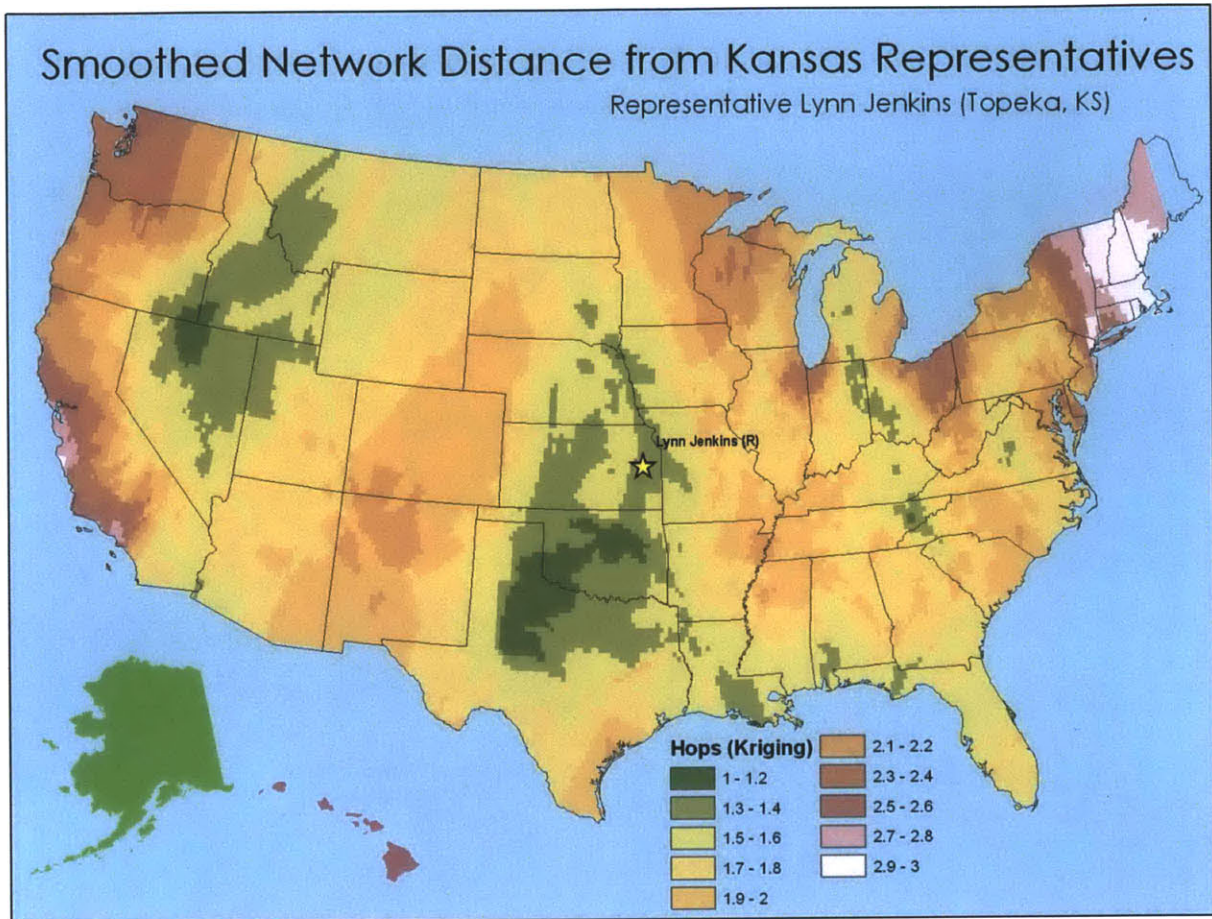 Smoothed Network Distance from Kansas Representatives
Representative Lynn Jenkins (Topeka, KS)
Lynn Jenkins (R)
Hops (Kriging)
1 - 1.2
1.3 - 1.4
1.5 - 1.6
1.7 - 1.8
1.9 - 2
2.1 - 2.2
2.3 - 2.4
2.5 - 2.6
2.7 - 2.8
2.9 - 3